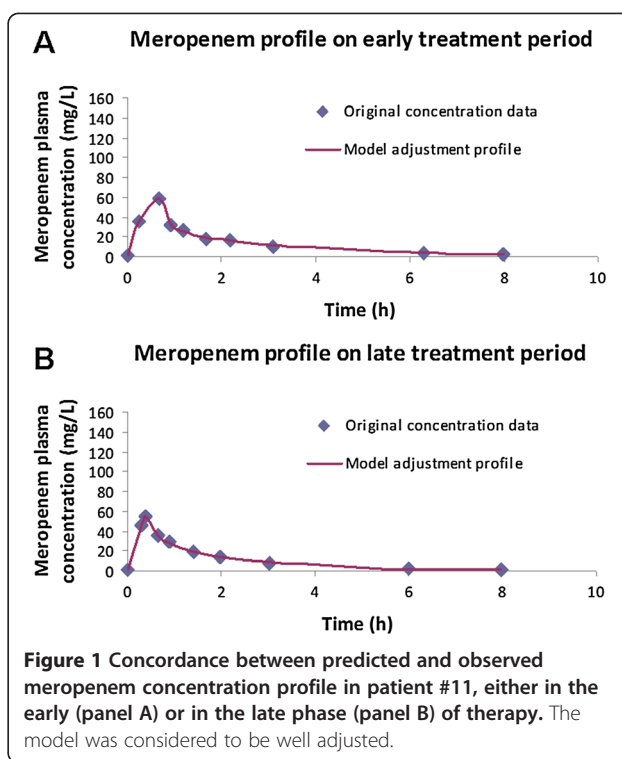 A
Meropenem profile on early treatment period
Meropenem plasma
concentration (mg/L)
160
140
120
100
80
60
40
20
0
Original concentration data
Model adjustment profile
0 2 4 6 8 10
Time (h)
B
Meropenem profile on late treatment period
Meropenem plasma
concentration (mg/L)
160
140
120
100
80
60
40
20
0
Original concentration data
Model adjustment profile
0 2 4 6 8 10
Time (h)
Figure 1 Concordance between predicted and observed
meropenem concentration profile in patient #11, either in the
early (panel A) or in the late phase (panel B) of therapy. The
model was considered to be well adjusted.